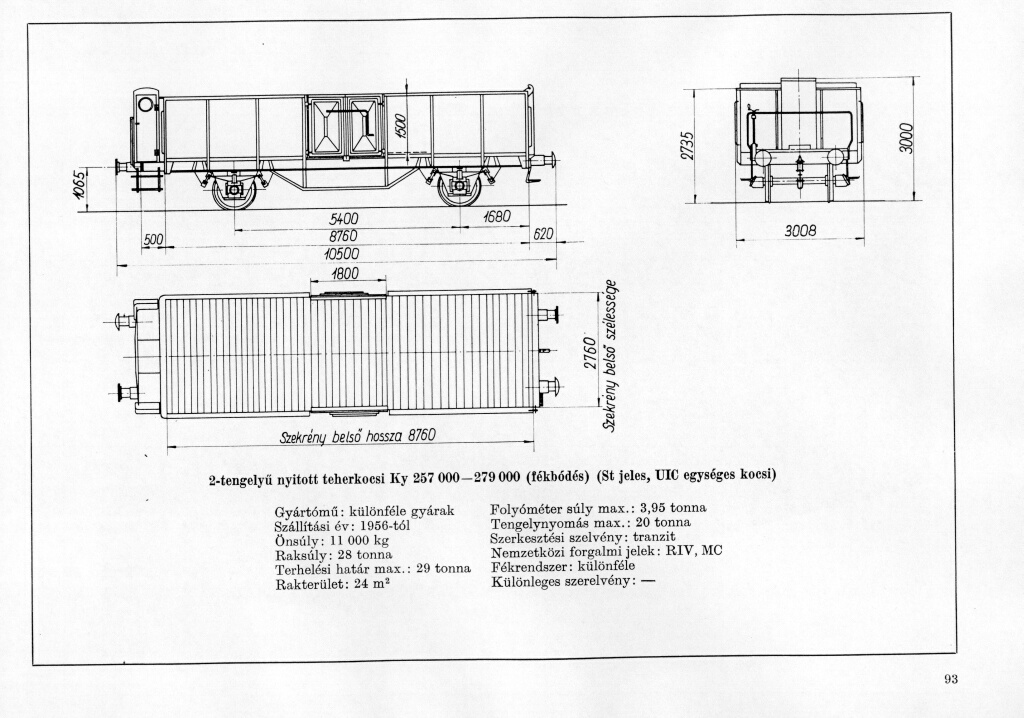 1500
1065
5400
1680
500
8760
620
10500
1800
2735
3000
3008
2760
Szekrény belső szélessége
Szekrény belső hossza 8760
2-tengelyű nyitott teherkocsi Ky 257 000—279 000 (fékbódés) (St jeles, UIC egységes kocsi)
Gyártómű: különféle gyárak
Szállítási év: 1956-tól
Önsúly: 11 000 kg
Raksúly: 28 tonna
Terhelési határ max.: 29 tonna
Rakterület: 24 m²
Folyóméter súly max.: 3,95 tonna
Tengelynyomás max.: 20 tonna
Szerkesztési szelvény: tranzit
Nemzetközi forgalmi jelek: RIV, MC
Fékrendszer: különféle
Különleges szerelvény: —
93